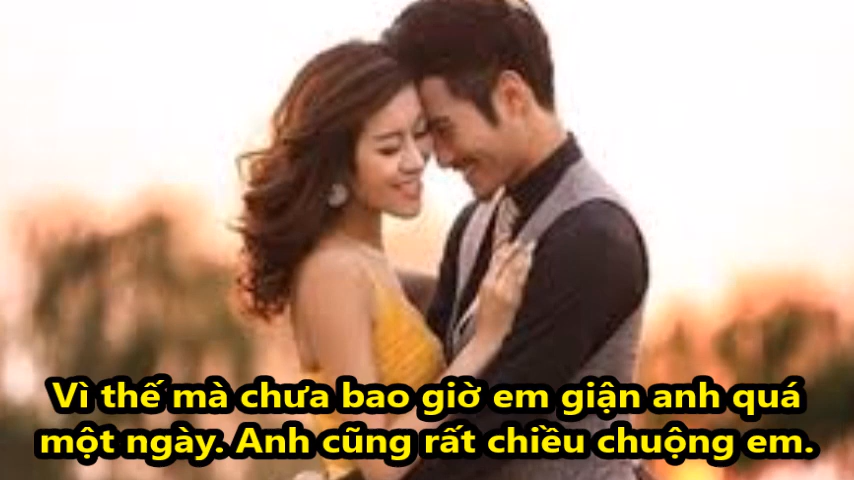 Vì thế mà chưa bao giờ em giận anh quá
một ngày. Anh cũng rất chiều chuộng em.